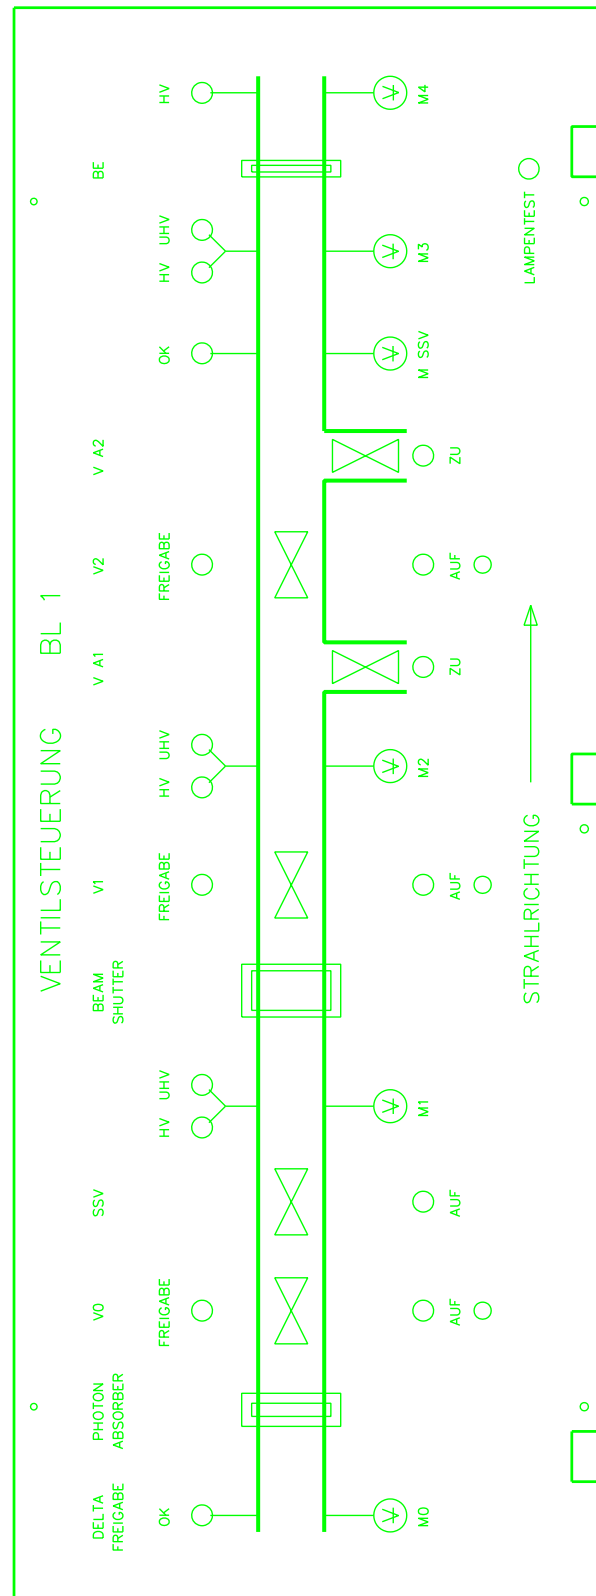 VENTILSTEUERUNG BL 1
DELTA
FREIGABE
PHOTON
ABSORBER
V0
SSV
BEAM
SHUTTER
V1
V A1
V2
V A2
BE
OK
FREIGABE
HV UHV
FREIGABE
HV UHV
FREIGABE
OK
HV UHV
HV
M0
M1
M2
M SSV
M3
M4
AUF
AUF
AUF
ZU
AUF
ZU
STRAHLRICHTUNG
LAMPENTEST